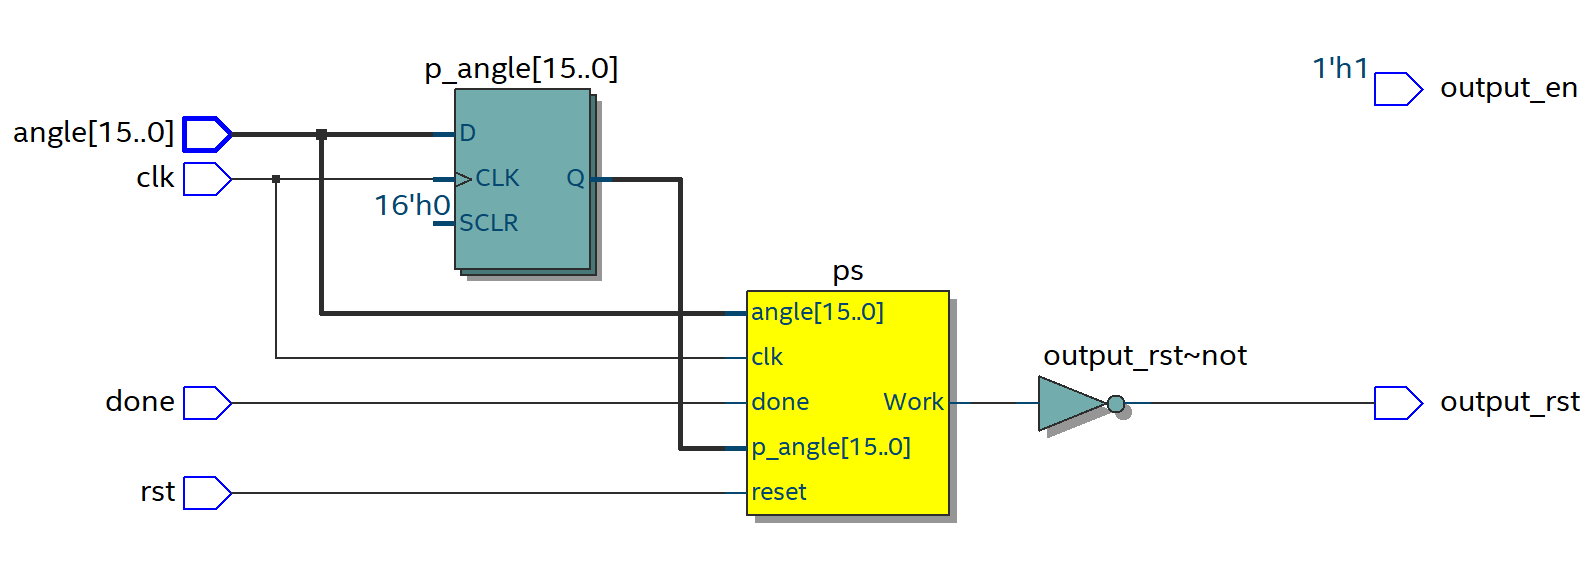 p_angle[15..0]
1'h1
output_en
angle[15..0]
D
clk
CLK
Q
16'h0
SCLR
ps
angle[15..0]
clk
output_rst~not
done
done
Work
output_rst
p_angle[15..0]
rst
reset